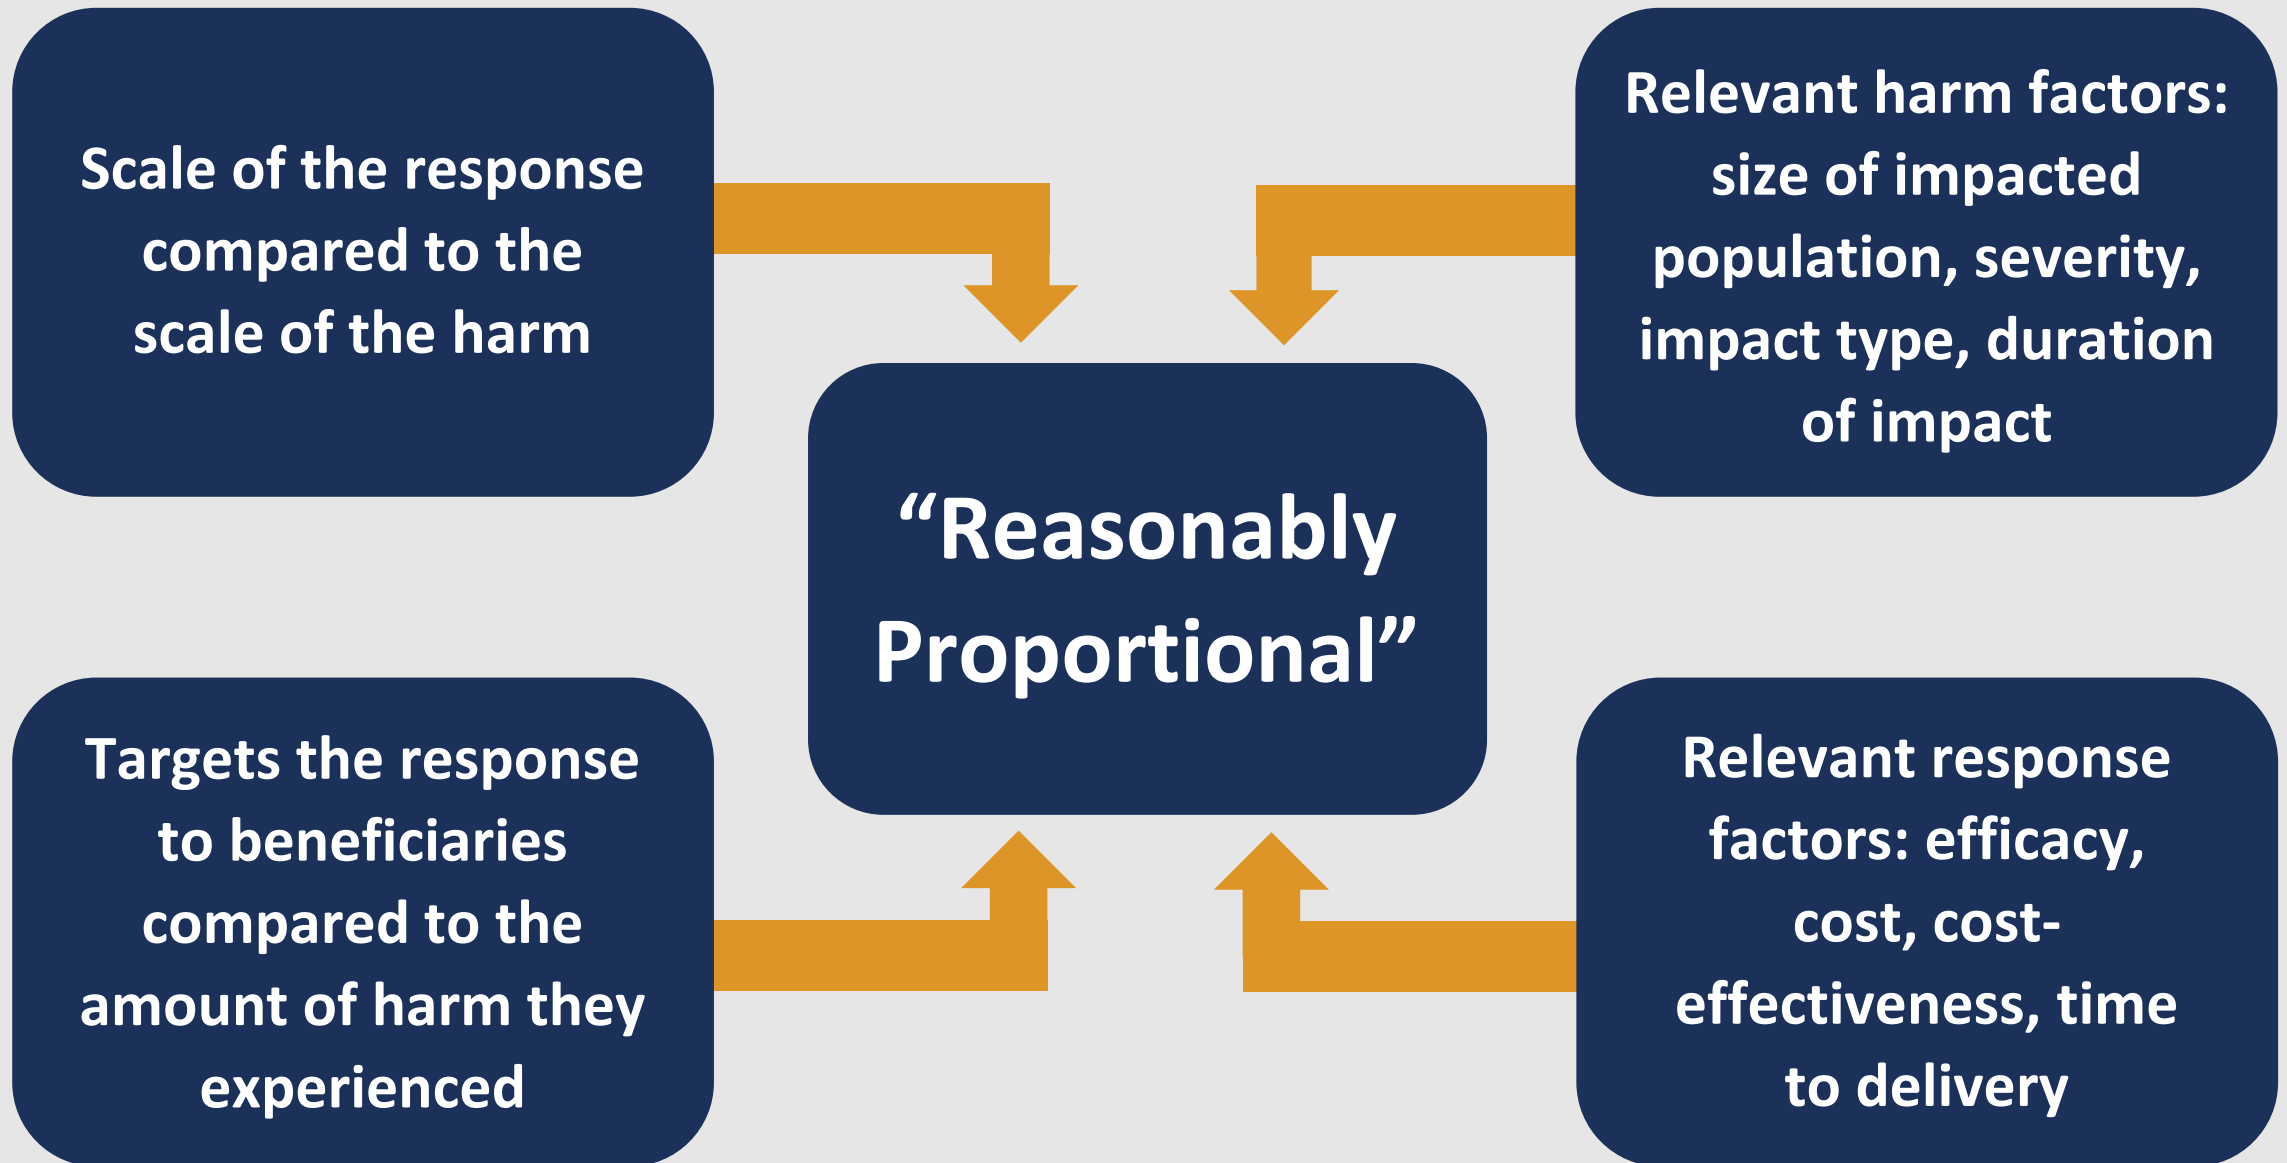 Scale of the response
compared to the
scale of the harm
Relevant harm factors:
size of impacted
population, severity,
impact type, duration
of impact
“Reasonably
Proportional”
Targets the response
to beneficiaries
compared to the
amount of harm they
experienced
Relevant response
factors: efficacy,
cost, cost-
effectiveness, time
to delivery